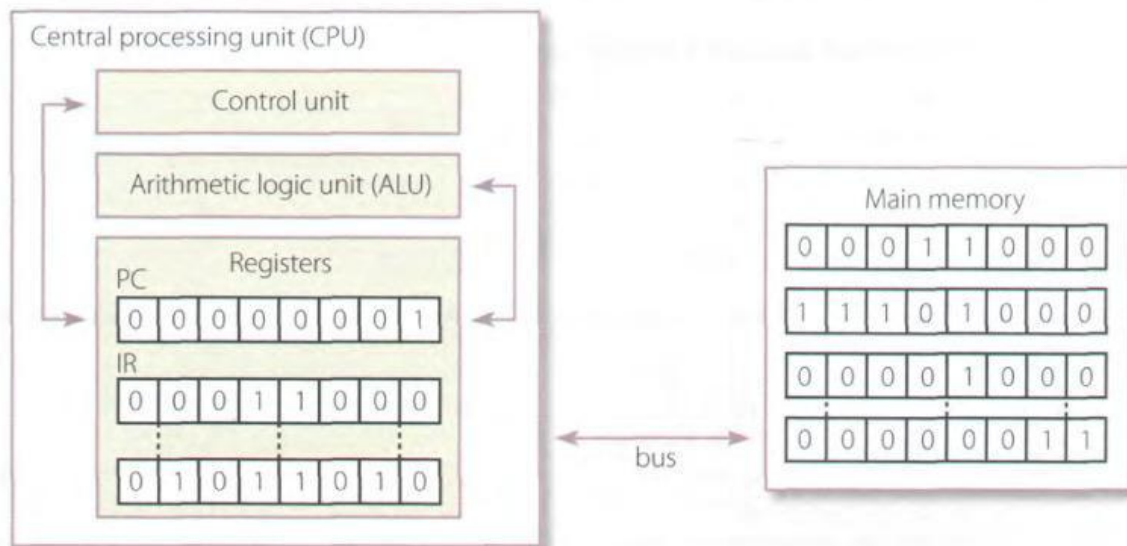 Central processing unit (CPU)
Control unit
Arithmetic logic unit (ALU)
Registers
PC
0 0 0 0 0 0 0 1
IR
0 0 0 1 1 0 0 0
0 1 0 1 1 0 1 0
bus
Main memory
0 0 0 1 1 0 0 0
1 1 1 0 1 0 0 0
0 0 0 0 1 0 0 0
0 0 0 0 0 0 1 1